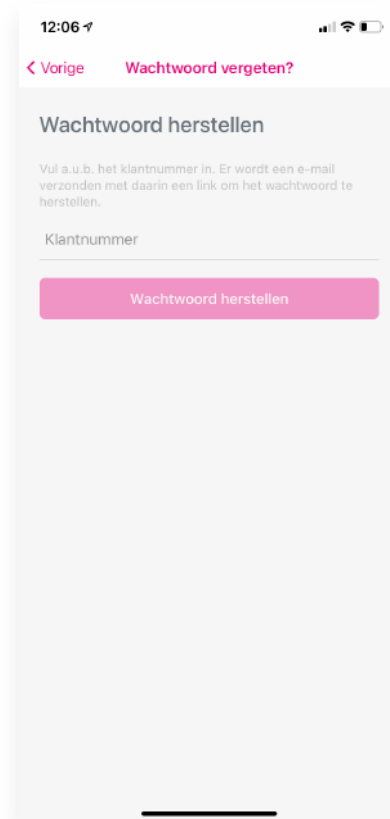 12:06
Vorige Wachtwoord vergeten?
Wachtwoord herstellen
Vul a.u.b. het klantnummer in. Er wordt een e-mail
verzonden met daarin een link om het wachtwoord te
herstellen.
Klantnummer
Wachtwoord herstellen